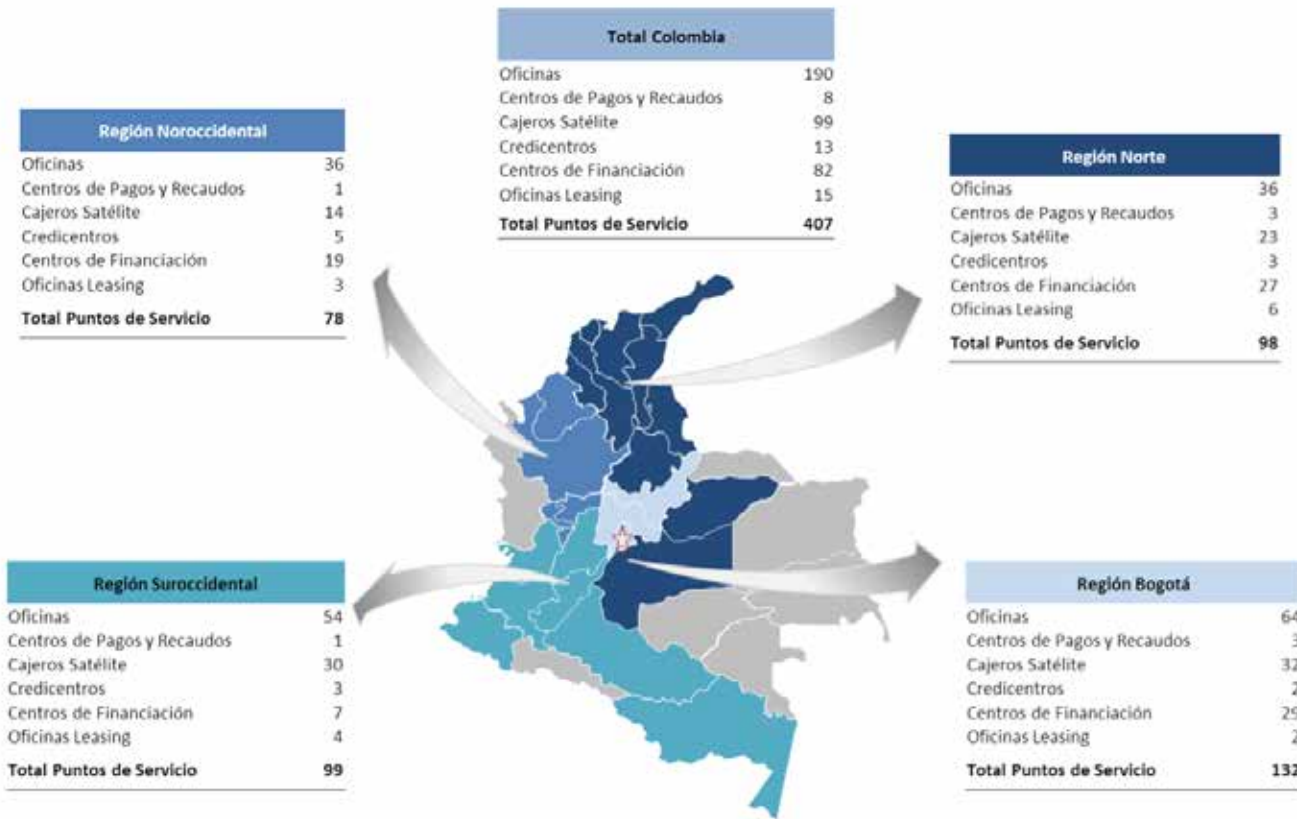 Total Colombia
Oficinas 190
Centros de Pagos y Recaudos 8
Cajeros Satélite 99
Credicentros 13
Centros de Financiación 82
Oficinas Leasing 15
Total Puntos de Servicio 407
Región Noroccidental
Oficinas 36
Centros de Pagos y Recaudos 1
Cajeros Satélite 14
Credicentros 5
Centros de Financiación 19
Oficinas Leasing 3
Total Puntos de Servicio 78
Región Norte
Oficinas 36
Centros de Pagos y Recaudos 3
Cajeros Satélite 23
Credicentros 3
Centros de Financiación 27
Oficinas Leasing 6
Total Puntos de Servicio 98
Región Suroccidental
Oficinas 54
Centros de Pagos y Recaudos 1
Cajeros Satélite 30
Credicentros 3
Centros de Financiación 7
Oficinas Leasing 4
Total Puntos de Servicio 99
Región Bogotá
Oficinas 64
Centros de Pagos y Recaudos 3
Cajeros Satélite 32
Credicentros 2
Centros de Financiación 29
Oficinas Leasing 2
Total Puntos de Servicio 132